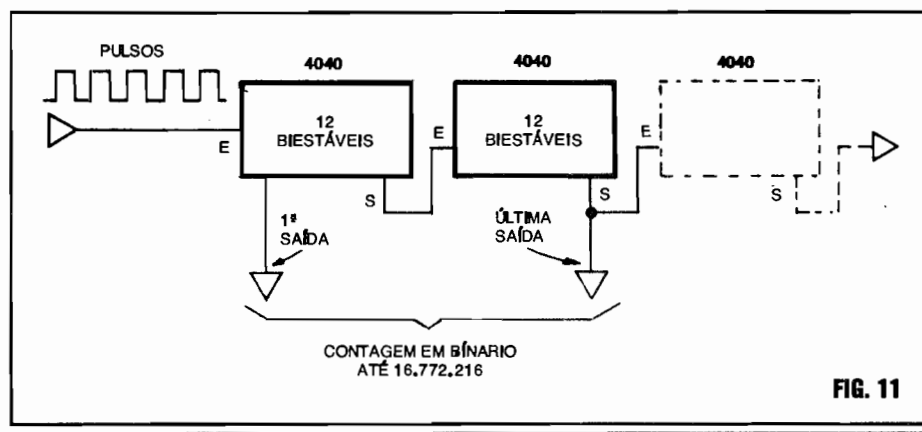 PULSOS
4040
4040
4040
12
BIESTÁVEIS
12
BIESTÁVEIS
E
S
E
S
E
S
1ª
SAÍDA
ÚLTIMA
SAÍDA
CONTAGEM EM BÍNARIO
ATÉ 16.772.216
FIG. 11